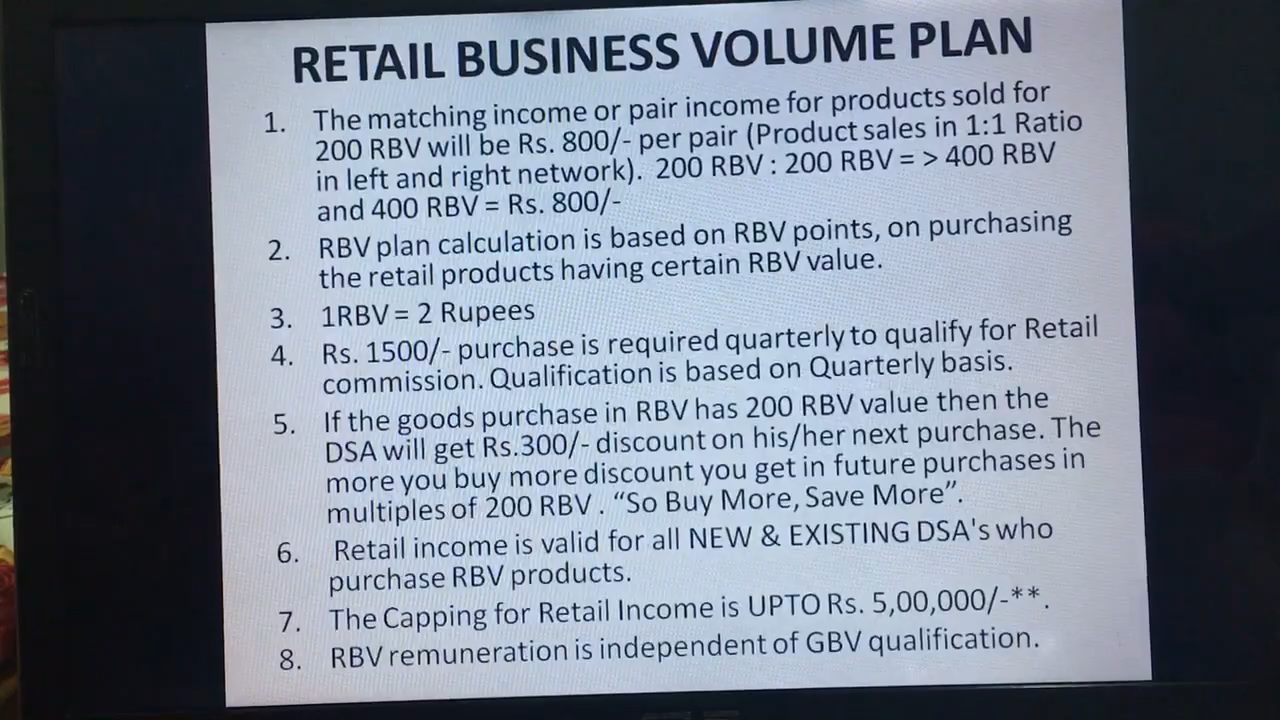 RETAIL BUSINESS VOLUME PLAN
1. The matching income or pair income for products sold for
200 RBV will be Rs. 800/- per pair (Product sales in 1:1 Ratio
in left and right network). 200 RBV : 200 RBV = > 400 RBV
and 400 RBV = Rs. 800/-
2. RBV plan calculation is based on RBV points, on purchasing
the retail products having certain RBV value.
3. 1RBV = 2 Rupees
4. Rs. 1500/- purchase is required quarterly to qualify for Retail
commission. Qualification is based on Quarterly basis.
5. If the goods purchase in RBV has 200 RBV value then the
DSA will get Rs.300/- discount on his/her next purchase. The
more you buy more discount you get in future purchases in
multiples of 200 RBV . “So Buy More, Save More”.
6. Retail income is valid for all NEW & EXISTING DSA's who
purchase RBV products.
7. The Capping for Retail Income is UPTO Rs. 5,00,000/-**.
8. RBV remuneration is independent of GBV qualification.